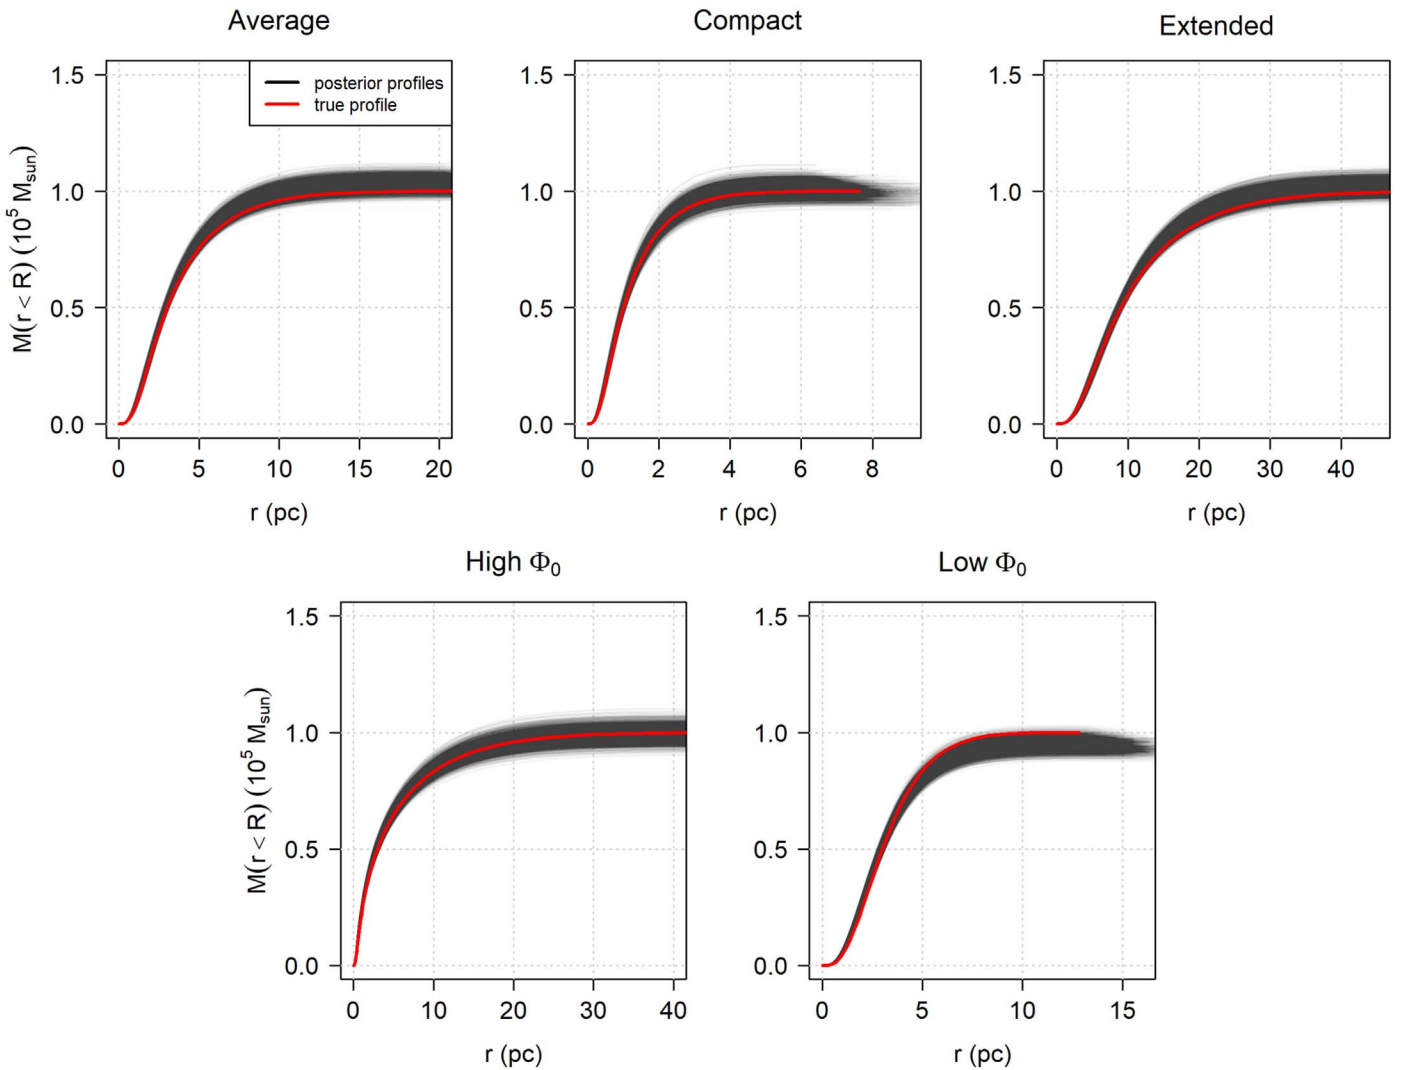 Average
Compact
Extended
posterior profiles
true profile
M(r < R) (10⁵ Mₛᵤₙ)
1.5
1.0
0.5
0.0
0 5 10 15 20
r (pc)
1.5
1.0
0.5
0.0
0 2 4 6 8
r (pc)
1.5
1.0
0.5
0.0
0 10 20 30 40
r (pc)
High Φ₀
Low Φ₀
M(r < R) (10⁵ Mₛᵤₙ)
1.5
1.0
0.5
0.0
0 10 20 30 40
r (pc)
1.5
1.0
0.5
0.0
0 5 10 15
r (pc)